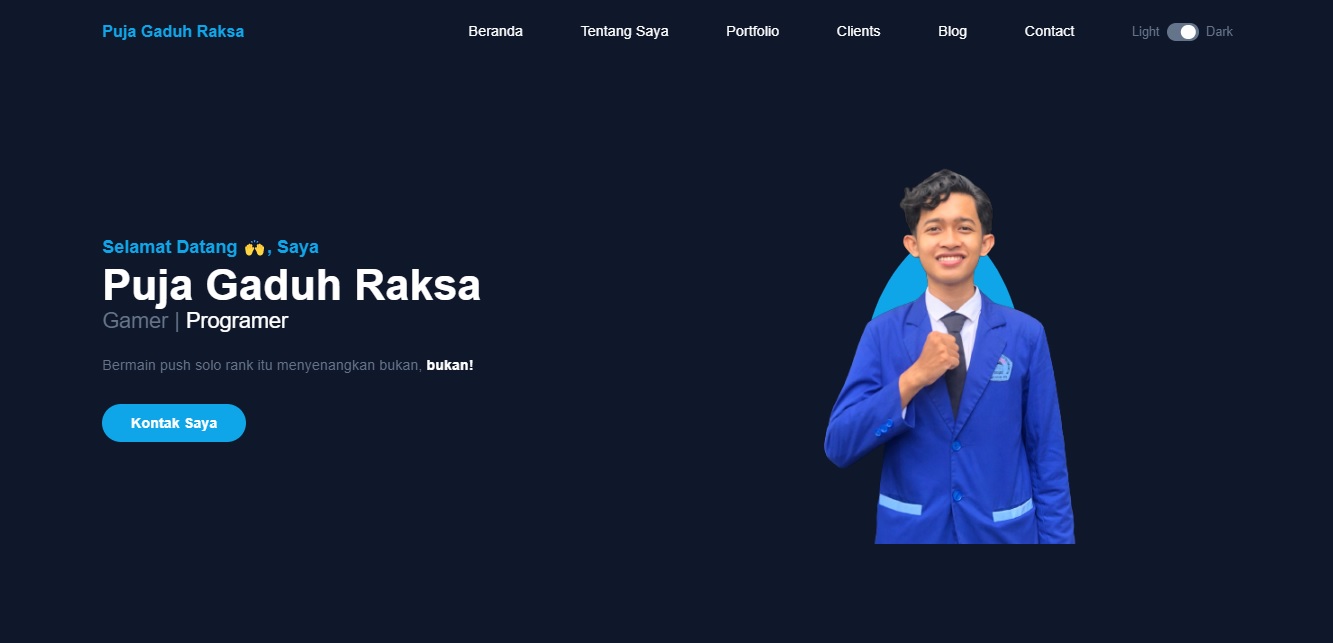 Puja Gaduh Raksa
Beranda Tentang Saya Portfolio Clients Blog Contact Light Dark
Selamat Datang 🙌, Saya
Puja Gaduh Raksa
Gamer | Programer
Bermain push solo rank itu menyenangkan bukan, bukan!
Kontak Saya